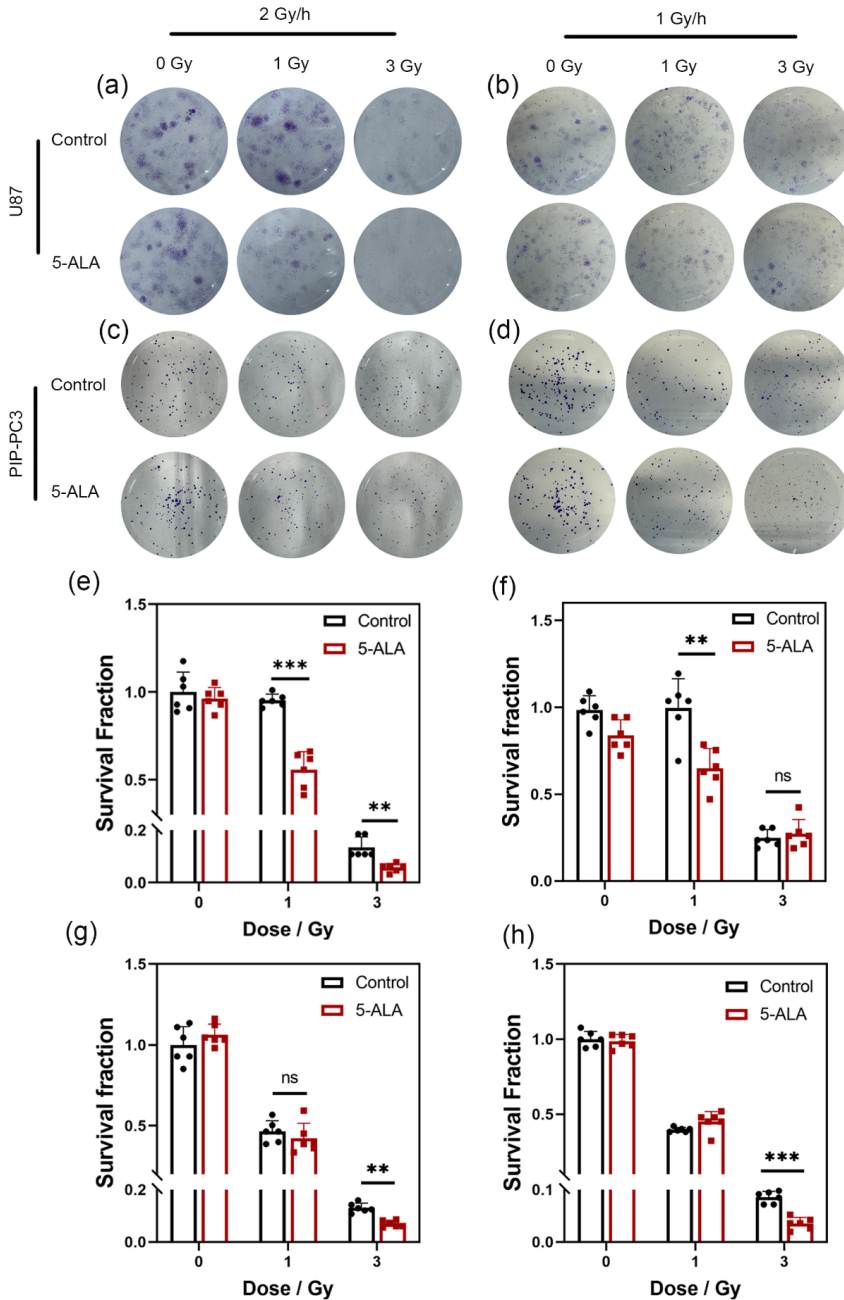 2 Gy/h
1 Gy/h
0 Gy 1 Gy 3 Gy
0 Gy 1 Gy 3 Gy
(a)
(b)
U87
Control
5-ALA
(c)
(d)
PIP-PC3
Control
5-ALA
(e)
Survival Fraction
1.5
1.0
0.5
0.2
0.0
Control
5-ALA
***
**
0 1 3
Dose / Gy
(f)
Survival fraction
1.5
1.0
0.5
0.0
Control
5-ALA
**
ns
0 1 3
Dose / Gy
(g)
Survival fraction
1.5
1.0
0.5
0.2
0.0
Control
5-ALA
ns
**
0 1 3
Dose / Gy
(h)
Survival Fraction
1.5
1.0
0.5
0.1
0.0
Control
5-ALA
***
0 1 3
Dose / Gy